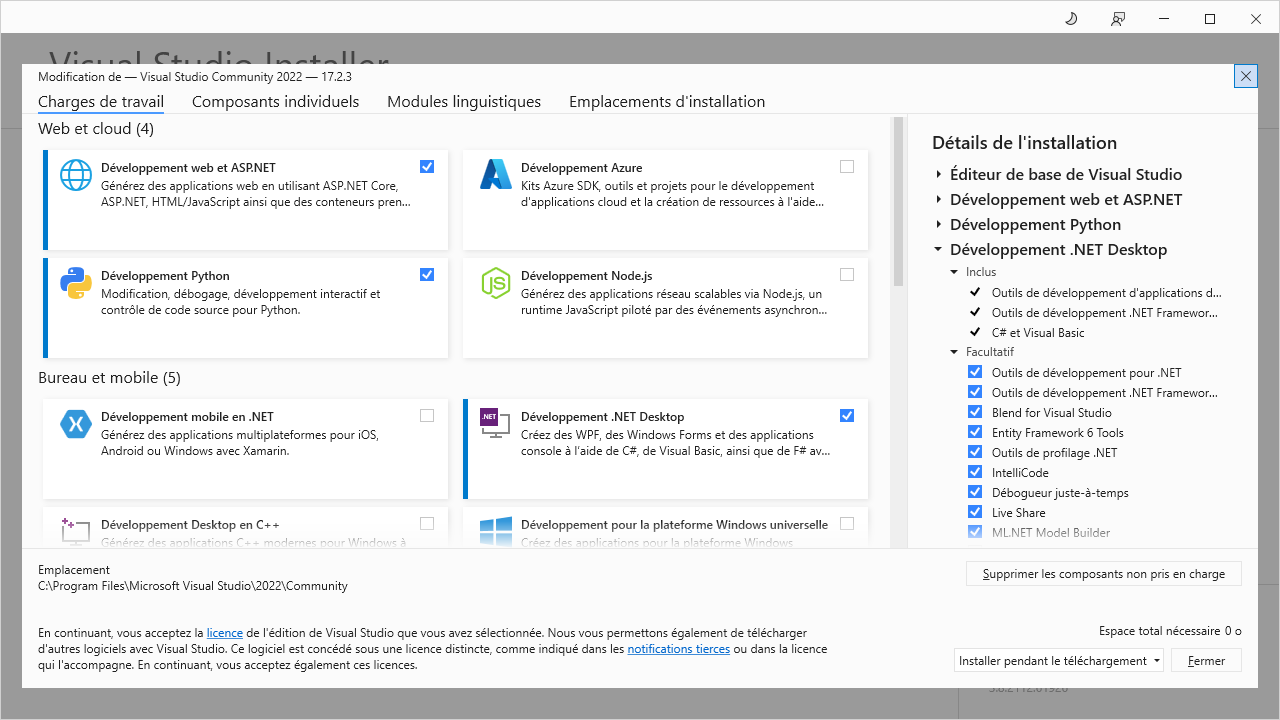 Visual Studio Installer
Modification de — Visual Studio Community 2022 — 17.2.3
Charges de travail
Composants individuels
Modules linguistiques
Emplacements d'installation
Web et cloud (4)
Développement web et ASP.NET
Générez des applications web en utilisant ASP.NET Core,
ASP.NET, HTML/JavaScript ainsi que des conteneurs pren...
Développement Azure
Kits Azure SDK, outils et projets pour le développement
d'applications cloud et la création de ressources à l'aide...
Développement Python
Modification, débogage, développement interactif et
contrôle de code source pour Python.
Développement Node.js
Générez des applications réseau scalables via Node.js, un
runtime JavaScript piloté par des événements asynchron...
Bureau et mobile (5)
Développement mobile en .NET
Générez des applications multiplateformes pour iOS,
Android ou Windows avec Xamarin.
.NET
Développement .NET Desktop
Créez des WPF, des Windows Forms et des applications
console à l'aide de C#, de Visual Basic, ainsi que de F# av...
Développement Desktop en C++
Générez des applications C++ modernes pour Windows à
Développement pour la plateforme Windows universelle
Créez des applications pour la plateforme Windows
Détails de l'installation
Éditeur de base de Visual Studio
Développement web et ASP.NET
Développement Python
Développement .NET Desktop
Inclus
Outils de développement d'applications d...
Outils de développement .NET Framewor...
C# et Visual Basic
Facultatif
Outils de développement pour .NET
Outils de développement .NET Framewor...
Blend for Visual Studio
Entity Framework 6 Tools
Outils de profilage .NET
IntelliCode
Débogueur juste-à-temps
Live Share
ML.NET Model Builder
Emplacement
C:\Program Files\Microsoft Visual Studio\2022\Community
Supprimer les composants non pris en charge
En continuant, vous acceptez la licence de l'édition de Visual Studio que vous avez sélectionnée. Nous vous permettons également de télécharger
d'autres logiciels avec Visual Studio. Ce logiciel est concédé sous une licence distincte, comme indiqué dans les notifications tierces ou dans la licence
qui l'accompagne. En continuant, vous acceptez également ces licences.
Espace total nécessaire 0 o
Installer pendant le téléchargement
Fermer